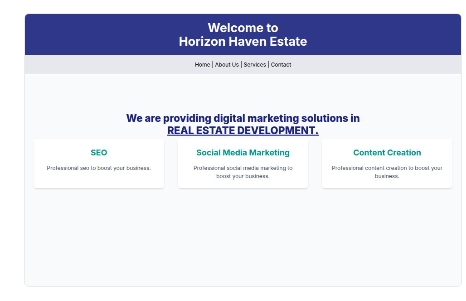 Welcome to
Horizon Haven Estate
Home | About Us | Services | Contact
We are providing digital marketing solutions in
REAL ESTATE DEVELOPMENT.
SEO
Professional seo to boost your business.
Social Media Marketing
Professional social media marketing to
boost your business.
Content Creation
Professional content creation to boost your
business.